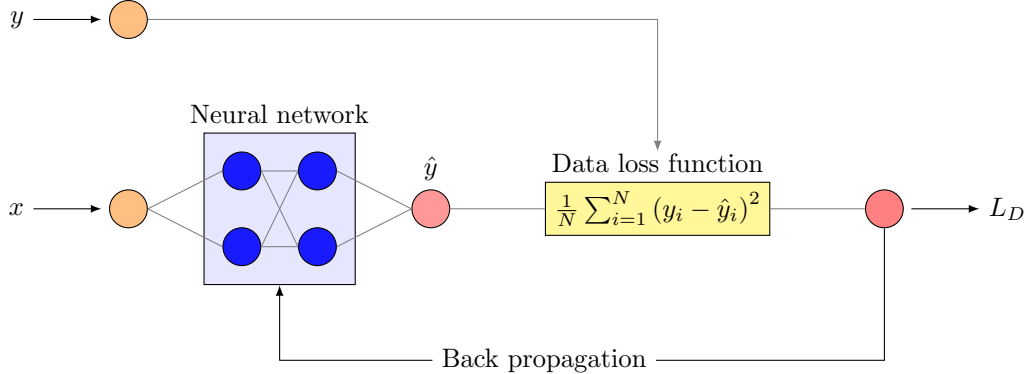 y
Neural network
ŷ
Data loss function
x
1/N ∑_{i=1}^{N} (y_i − ŷ_i)^2
L_D
Back propagation